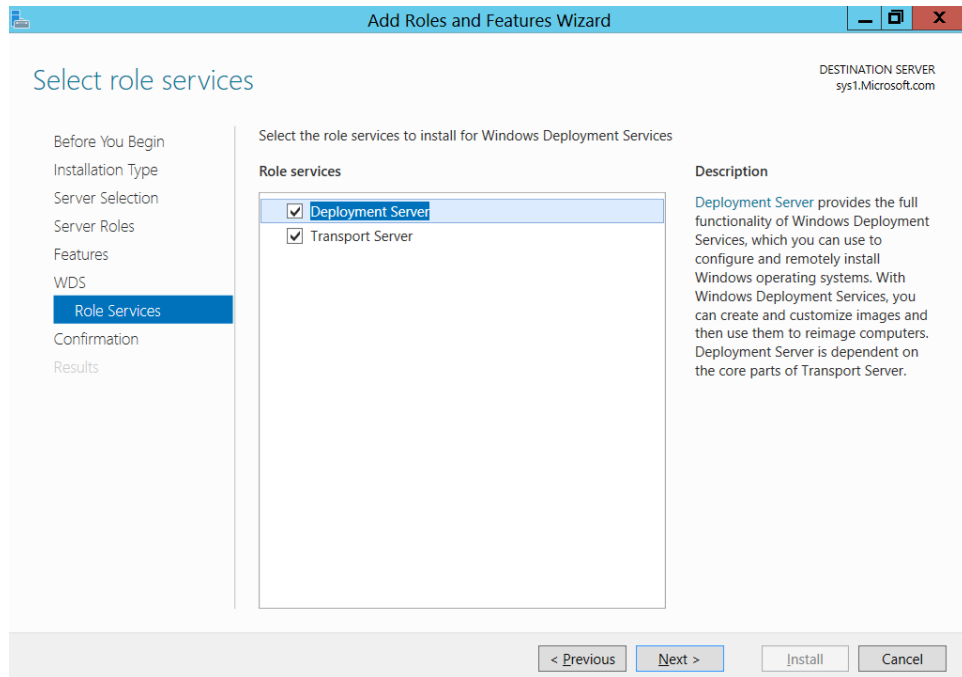 Add Roles and Features Wizard
X
Select role services
DESTINATION SERVER
sys1.Microsoft.com
Before You Begin
Installation Type
Server Selection
Server Roles
Features
WDS
Role Services
Confirmation
Results
Select the role services to install for Windows Deployment Services
Role services
Deployment Server
Transport Server
Description
Deployment Server provides the full
functionality of Windows Deployment
Services, which you can use to
configure and remotely install
Windows operating systems. With
Windows Deployment Services, you
can create and customize images and
then use them to reimage computers.
Deployment Server is dependent on
the core parts of Transport Server.
< Previous
Next >
Install
Cancel